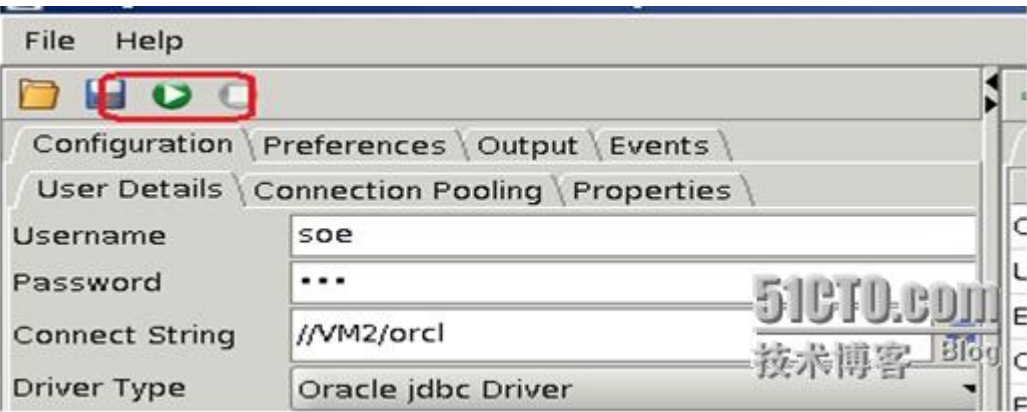 File Help
Configuration Preferences Output Events
User Details Connection Pooling Properties
Username soe
Password •••
Connect String //VM2/orcl
Driver Type Oracle jdbc Driver
51CTO.com
技术博客 Blog